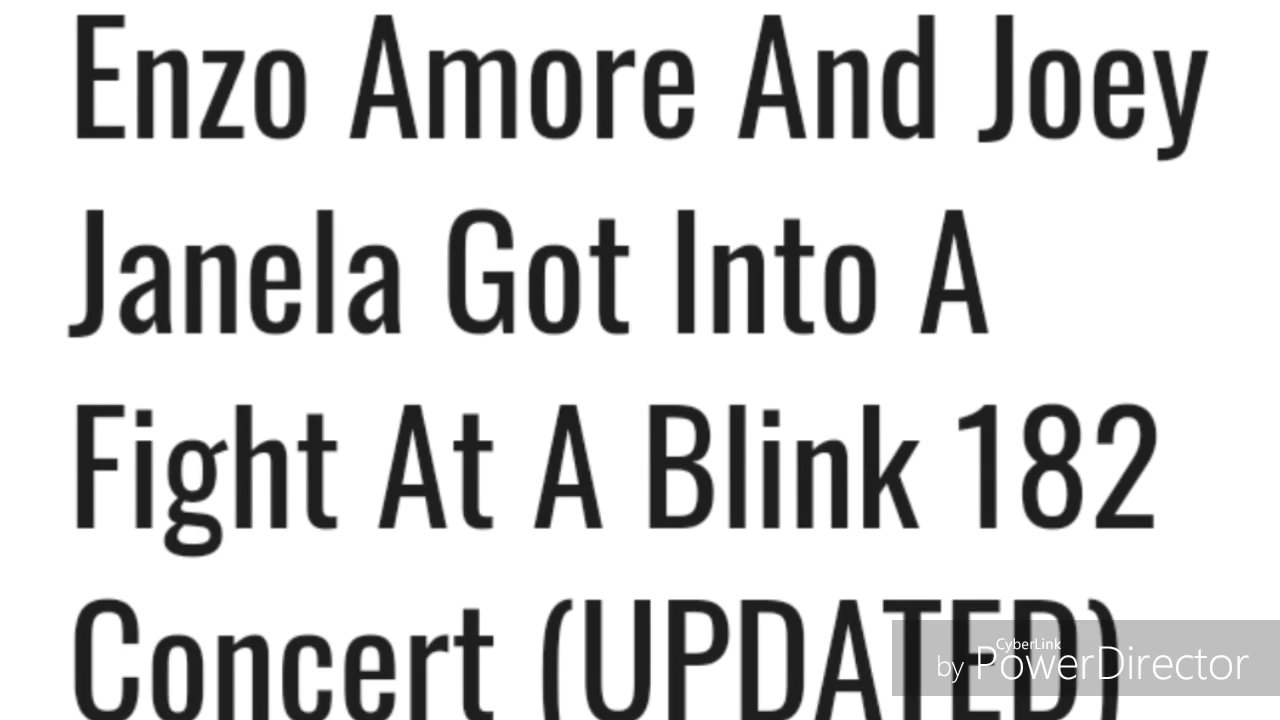 Enzo Amore And Joey
Janela Got Into A
Fight At A Blink 182
Concert (UPDATED)
CyberLink
by PowerDirector